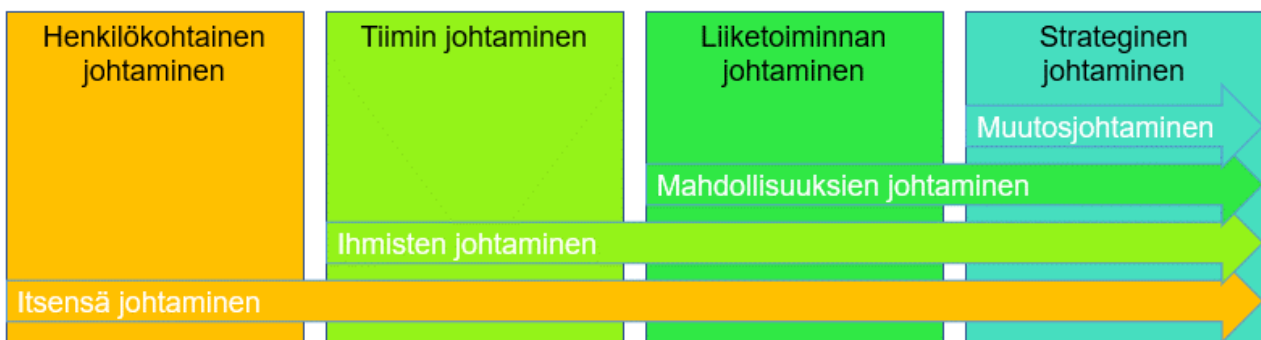 Henkilökohtainen
johtaminen
Tiimin johtaminen
Liiketoiminnan
johtaminen
Strateginen
johtaminen
Muutosjohtaminen
Mahdollisuuksien johtaminen
Ihmisten johtaminen
Itsensä johtaminen